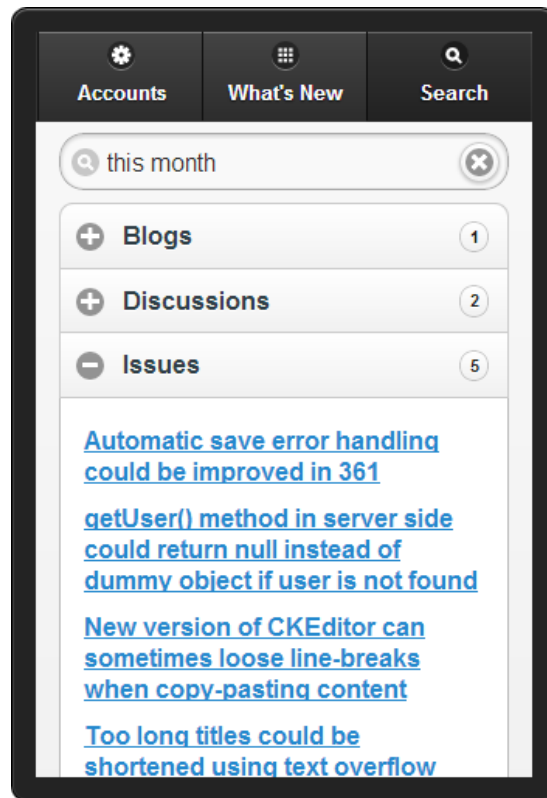 Accounts What's New Search
this month
Blogs 1
Discussions 2
Issues 5
Automatic save error handling
could be improved in 361
getUser() method in server side
could return null instead of
dummy object if user is not found
New version of CKEditor can
sometimes loose line-breaks
when copy-pasting content
Too long titles could be
shortened using text overflow